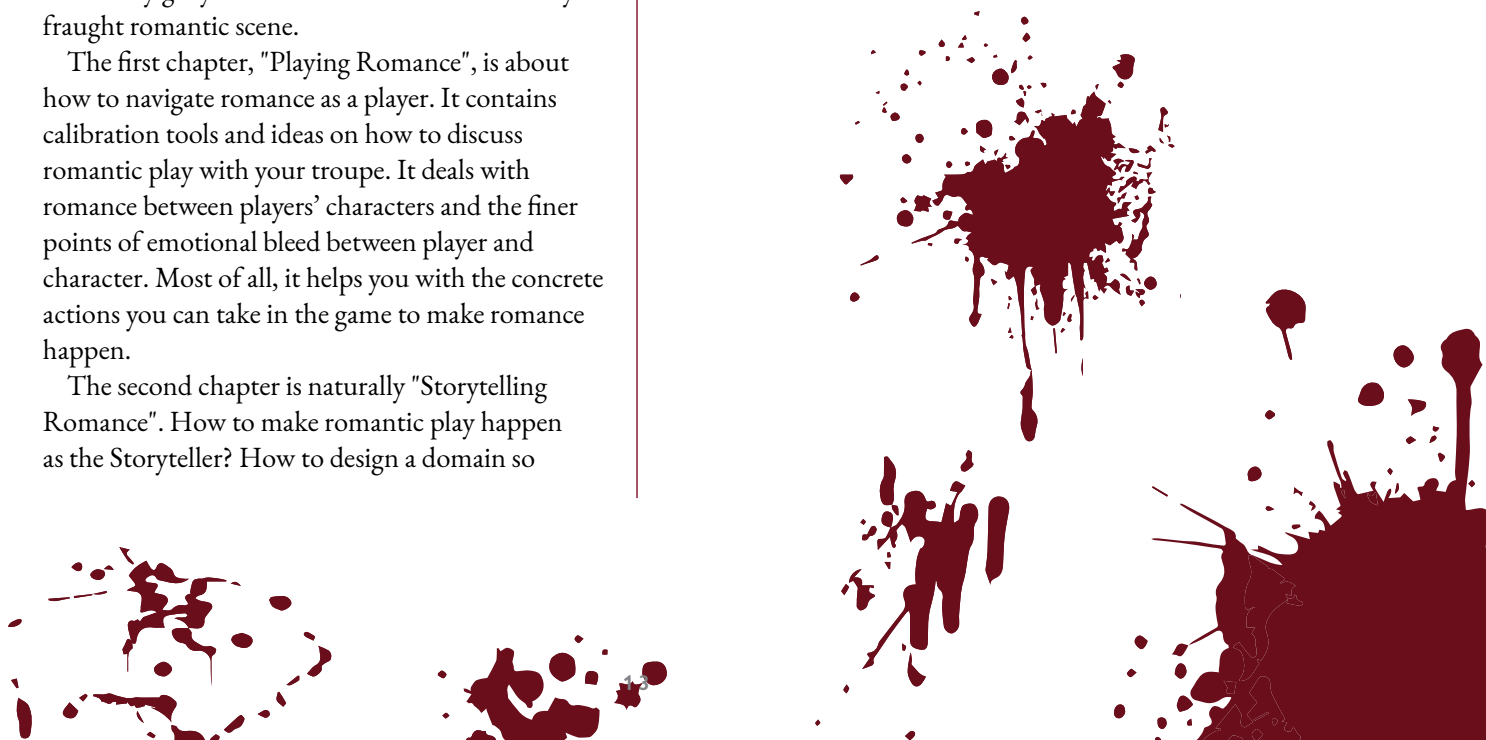 fraught romantic scene.
The first chapter, "Playing Romance", is about
how to navigate romance as a player. It contains
calibration tools and ideas on how to discuss
romantic play with your troupe. It deals with
romance between players’ characters and the finer
points of emotional bleed between player and
character. Most of all, it helps you with the concrete
actions you can take in the game to make romance
happen.
The second chapter is naturally "Storytelling
Romance". How to make romantic play happen
as the Storyteller? How to design a domain so
13